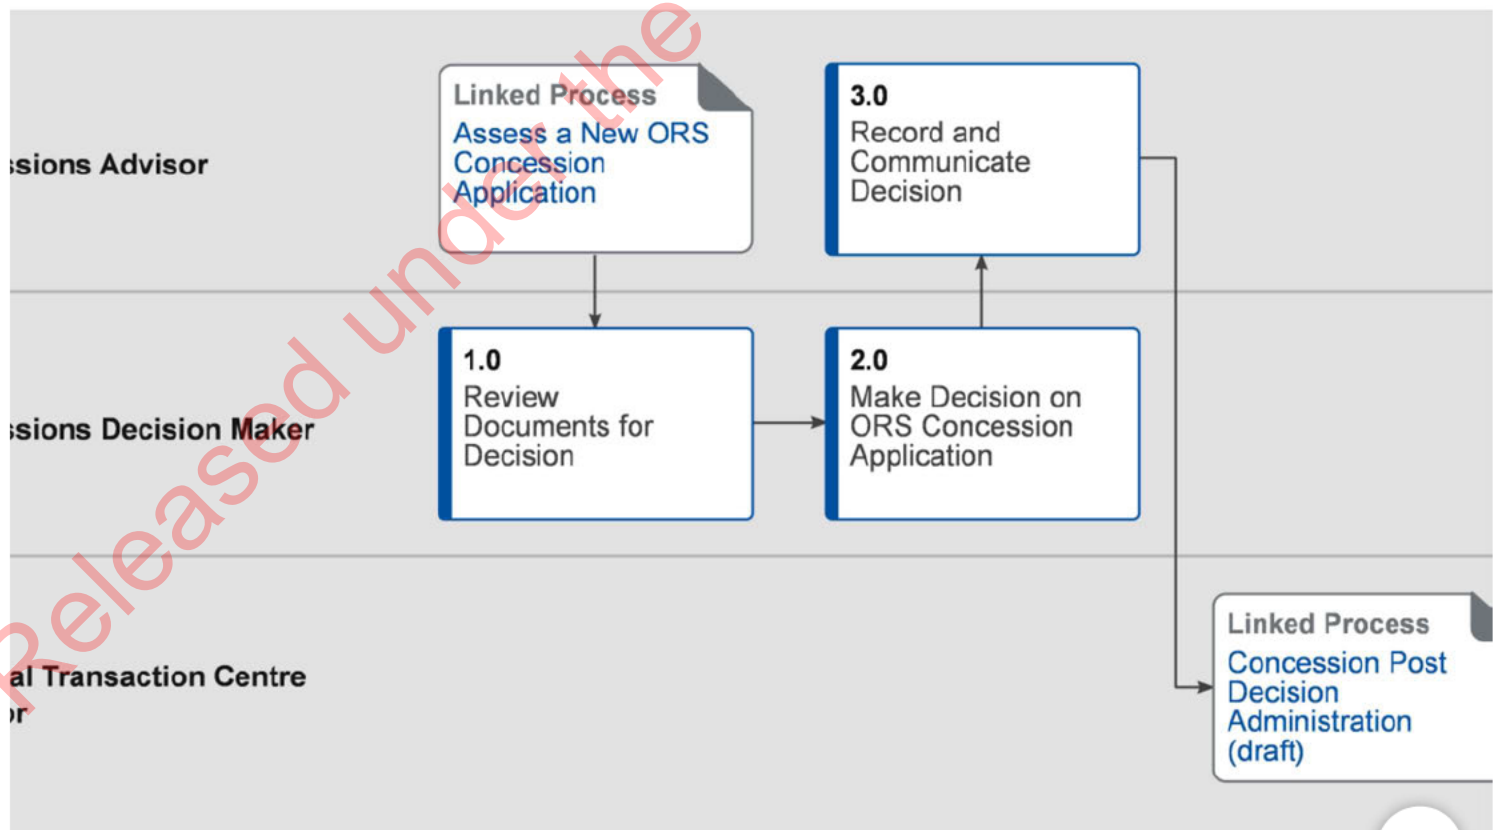 Linked Process
Assess a New ORS
Concession
Application
3.0
Record and
Communicate
Decision
ssions Advisor
1.0
Review
Documents for
Decision
2.0
Make Decision on
ORS Concession
Application
ssions Decision Maker
Linked Process
Concession Post
Decision
Administration
(draft)
al Transaction Centre
or
Released under the